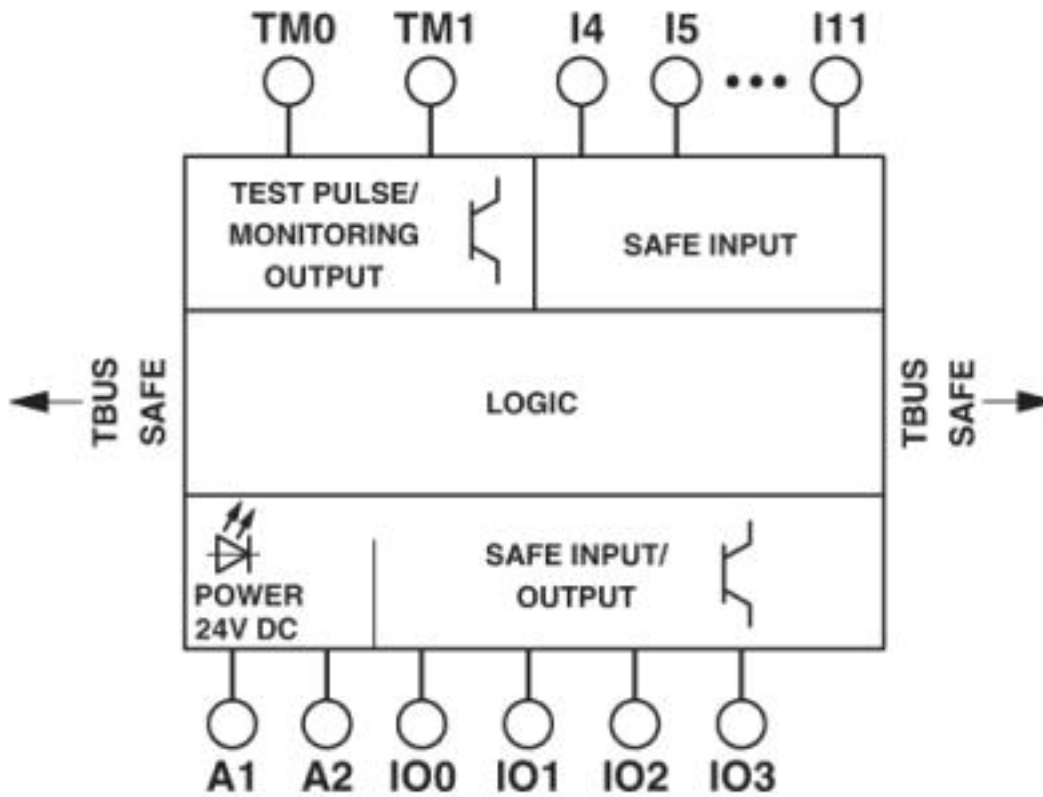 TM0 TM1 I4 I5 ••• I11
TEST PULSE/
MONITORING
OUTPUT
SAFE INPUT
TBUS
SAFE
LOGIC
TBUS
SAFE
POWER
24V DC
SAFE INPUT/
OUTPUT
A1 A2 IO0 IO1 IO2 IO3